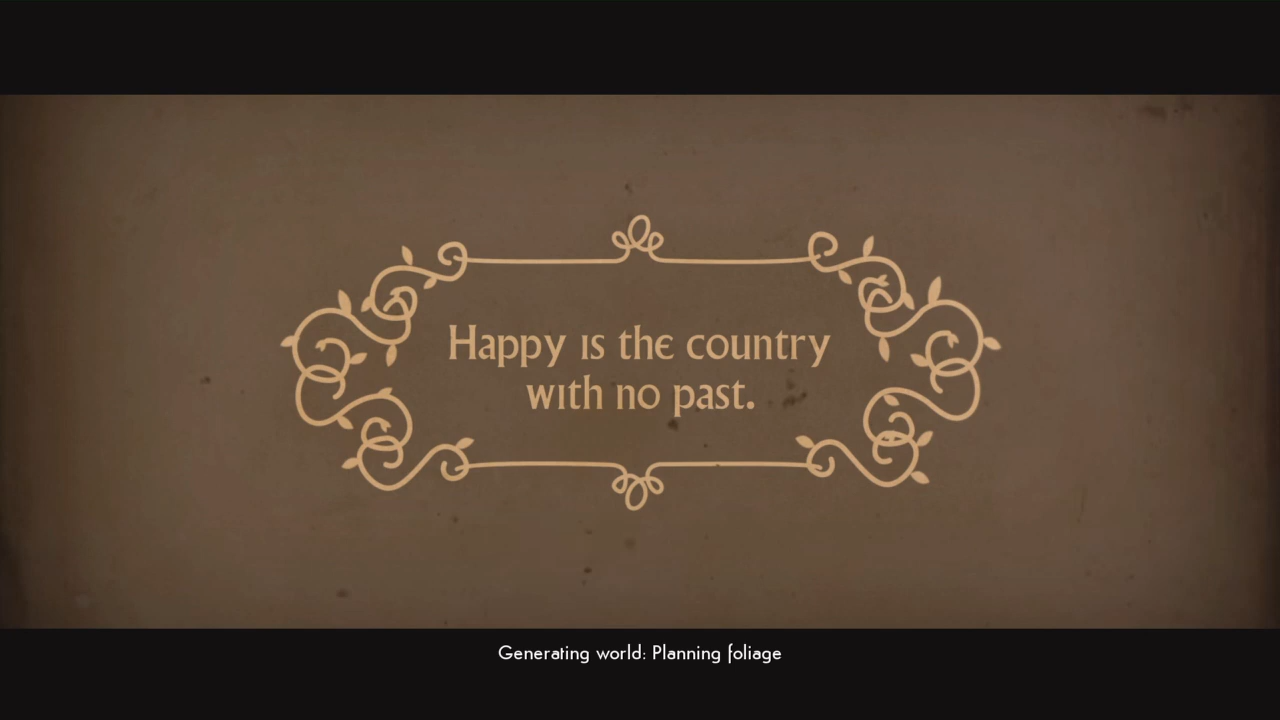 Happy is the country
with no past.
Generating world: Planning foliage